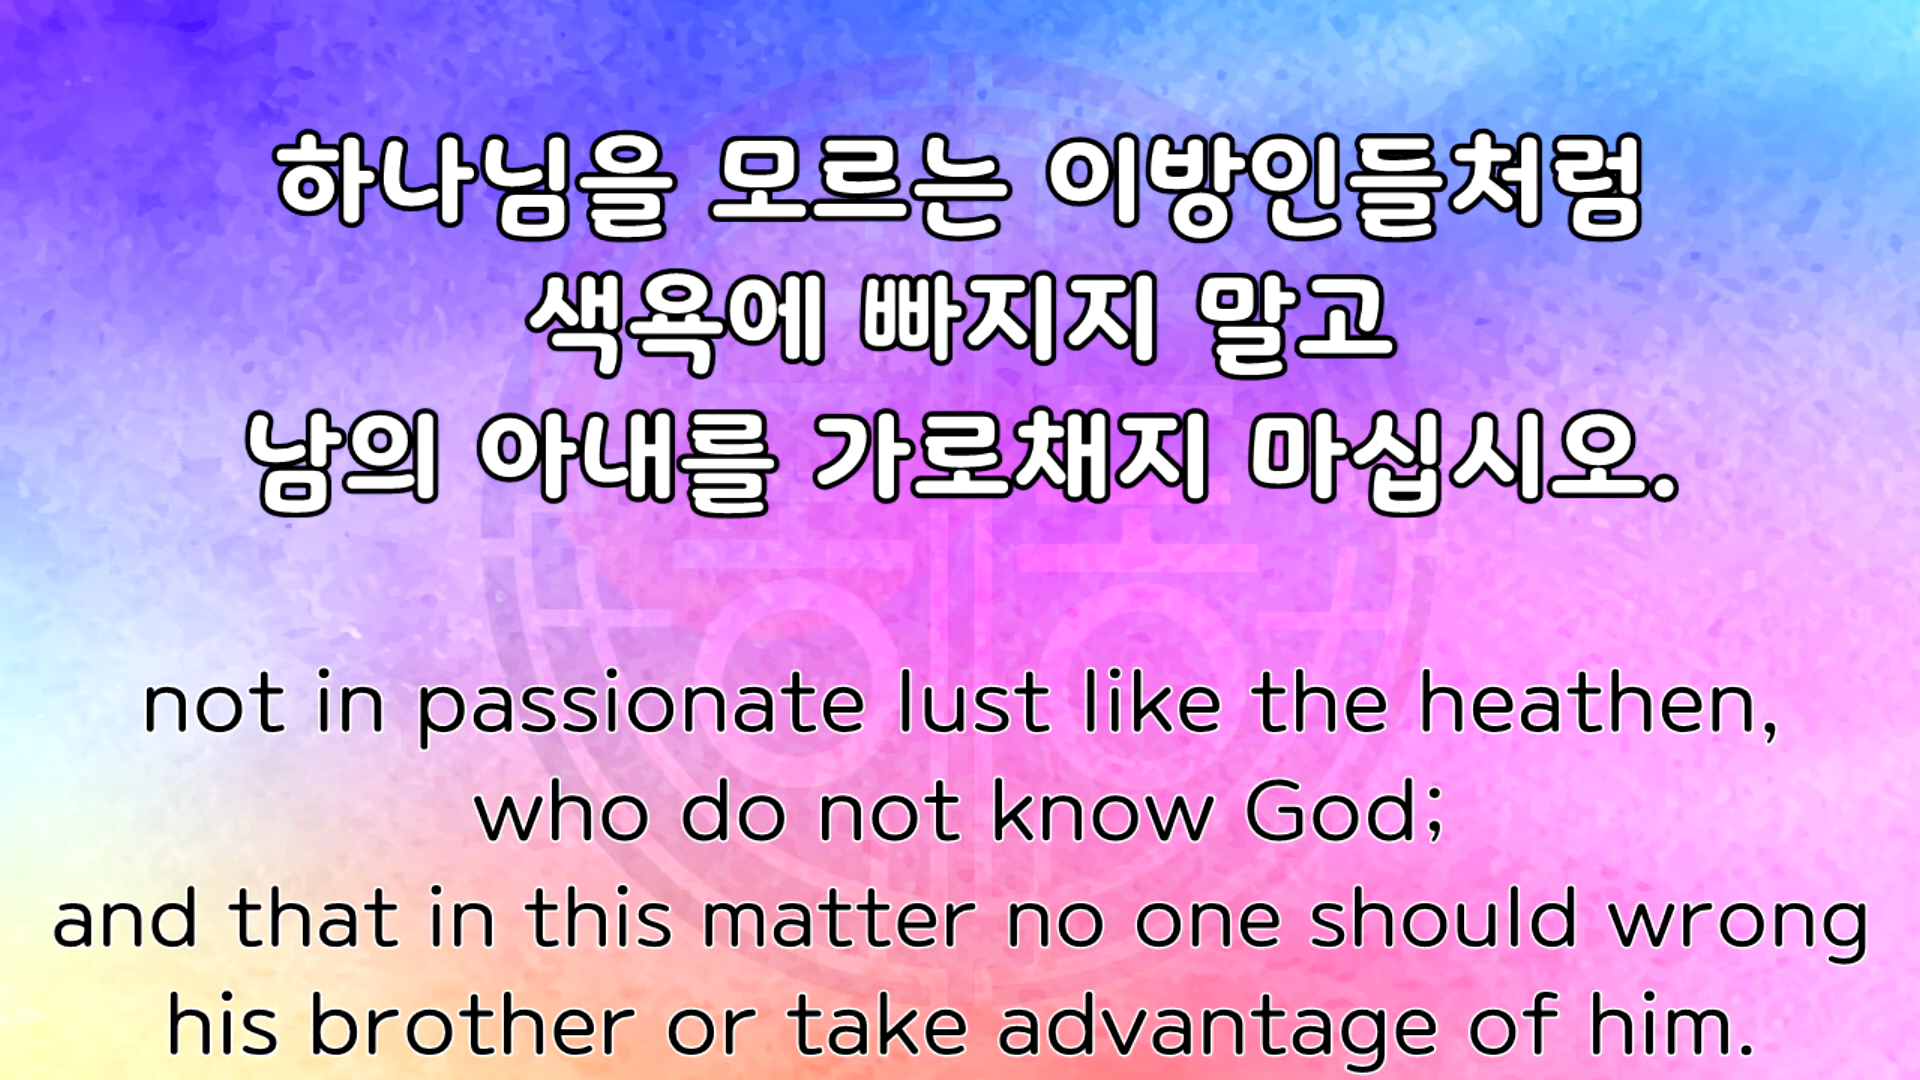 하나님을 모르는 이방인들처럼
색욕에 빠지지 말고
남의 아내를 가로채지 마십시오.
not in passionate lust like the heathen,
who do not know God;
and that in this matter no one should wrong
his brother or take advantage of him.